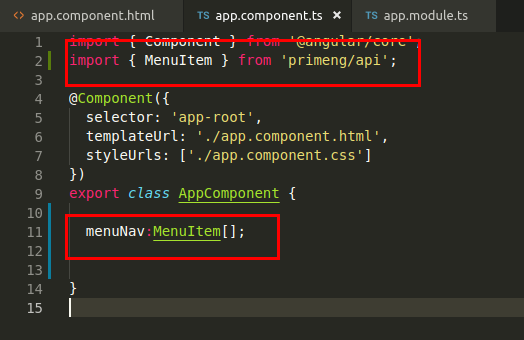 <> app.component.html
TS app.component.ts ×
TS app.module.ts
1 import { Component } from '@angular/core';
2 import { MenuItem } from 'primeng/api';
3
4 @Component({
5 selector: 'app-root',
6 templateUrl: './app.component.html',
7 styleUrls: ['./app.component.css']
8 })
9 export class AppComponent {
10
11 menuNav:MenuItem[];
12
13
14 }
15